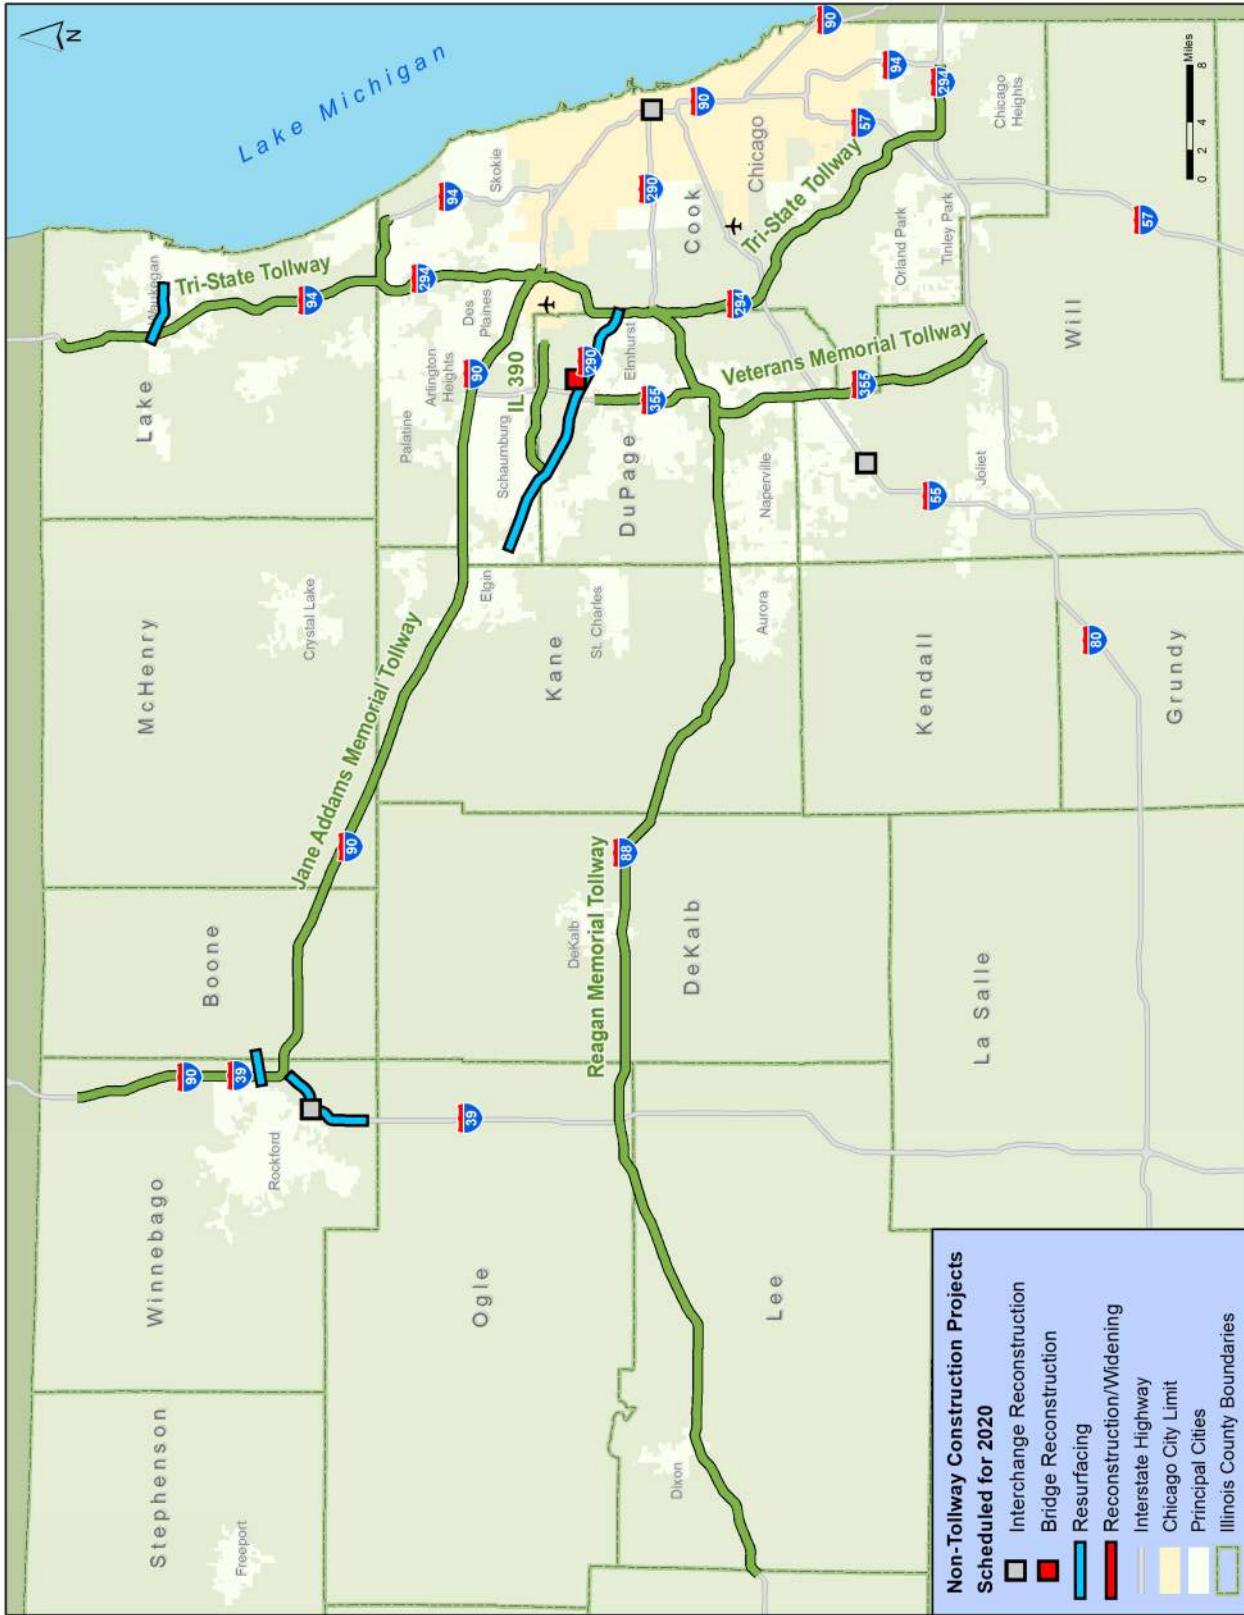 N
Lake Michigan
Stephenson
Winnebago
Boone
McHenry
Lake
Freeport
Rockford
Crystal Lake
Waukegan
Tri-State Tollway
94
90
39
90
Jane Addams Memorial Tollway
39
Ogle
Palatine
Arlington
Heights
Des
Plaines
294
94
Skokie
90
Elgin
Schaumburg
IL 390
290
Kane
St. Charles
DuPage
Elmhurst
355
290
90
90
Cook
Chicago
DeKalb
Reagan Memorial Tollway
88
DeKalb
Dixon
Lee
Aurora
Naperville
Veterans Memorial Tollway
294
Tri-State Tollway
57
94
294
355
Orland Park
Tinley Park
Chicago
Heights
Kendall
55
Joliet
Will
La Salle
80
Grundy
57
0 2 4 8
Miles
Non-Tollway Construction Projects
Scheduled for 2020
Interchange Reconstruction
Bridge Reconstruction
Resurfacing
Reconstruction/Widening
Interstate Highway
Chicago City Limit
Principal Cities
Illinois County Boundaries